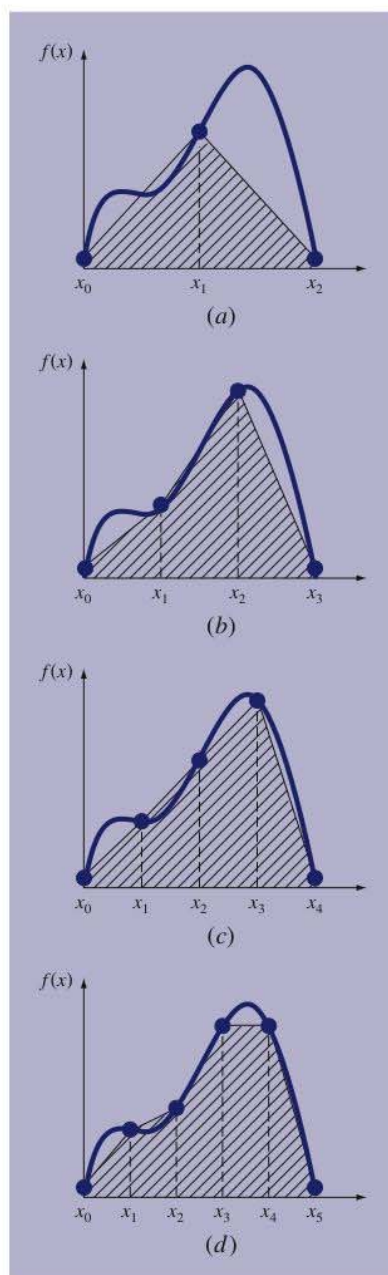 f(x)
x₀ x₁ x₂
(a)
f(x)
x₀ x₁ x₂ x₃
(b)
f(x)
x₀ x₁ x₂ x₃ x₄
(c)
f(x)
x₀ x₁ x₂ x₃ x₄ x₅
(d)